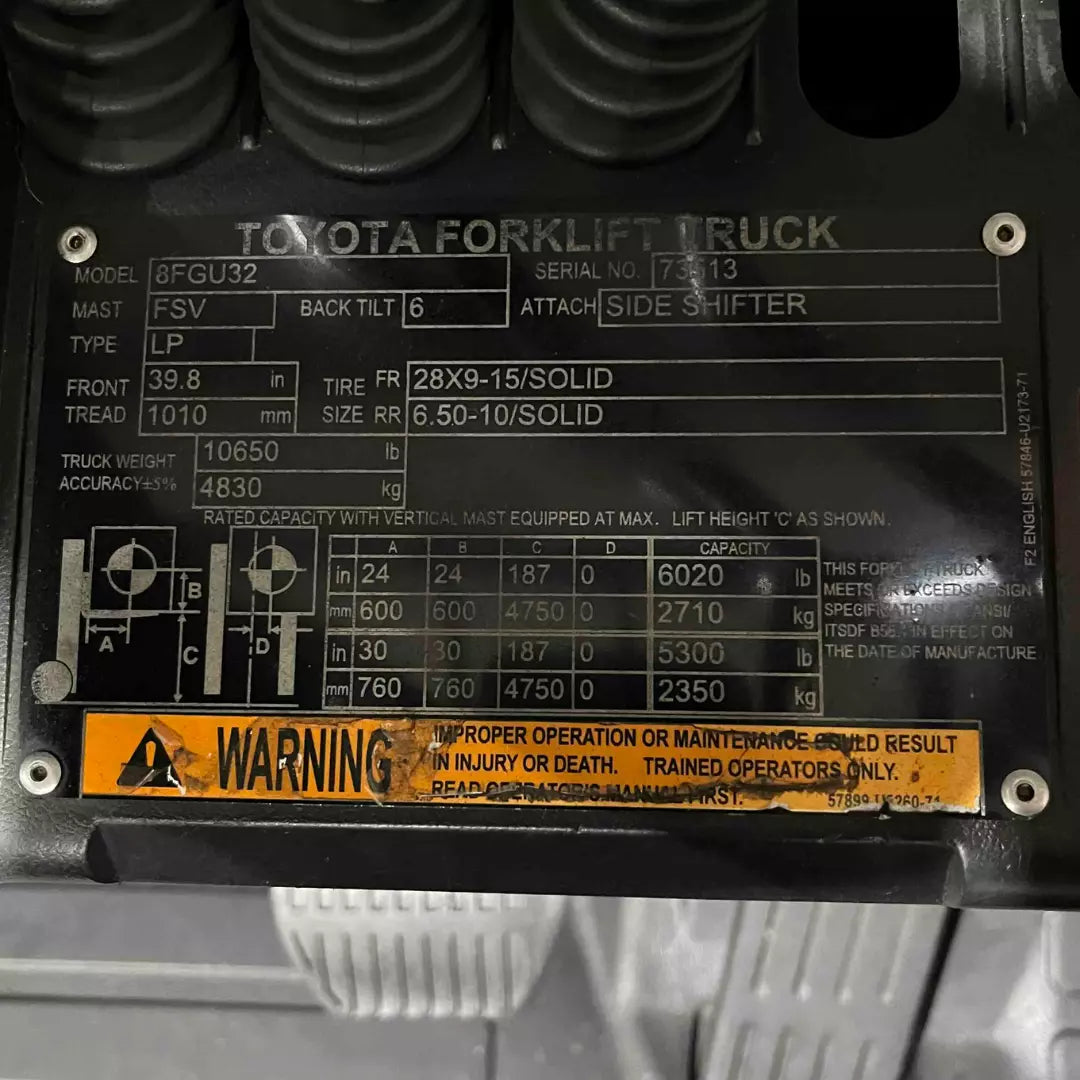 TOYOTA FORKLIFT TRUCK
MODEL 8FGU32 SERIAL NO.
MAST FSV BACK TILT 6 ATTACH SIDE SHIFTER
TYPE LP
FRONT TREAD 39.8 in 1010 mm
TIRE SIZE FR 28X9-15/SOLID
RR 6.50-10/SOLID
TRUCK WEIGHT 10650 lb
ACCURACY±5% 4830 kg
RATED CAPACITY WITH VERTICAL MAST EQUIPPED AT MAX. LIFT HEIGHT 'C' AS SHOWN.
A B C D CAPACITY
in 24 24 187 0 6020 lb
mm 600 600 4750 0 2710 kg
in 30 30 187 0 5300 lb
mm 760 760 4750 0 2350 kg
A B C D
THIS FORKLIFT TRUCK
MEETS OR EXCEEDS DESIGN
SPECIFICATIONS ANSI/
ITSDF IN EFFECT ON
THE DATE OF MANUFACTURE
F2 ENGLISH 57846-U2173-71
WARNING
IMPROPER OPERATION OR MAINTENANCE COULD RESULT
IN INJURY OR DEATH. TRAINED OPERATORS ONLY.
READ OPERATOR'S MANUAL FIRST.
57899